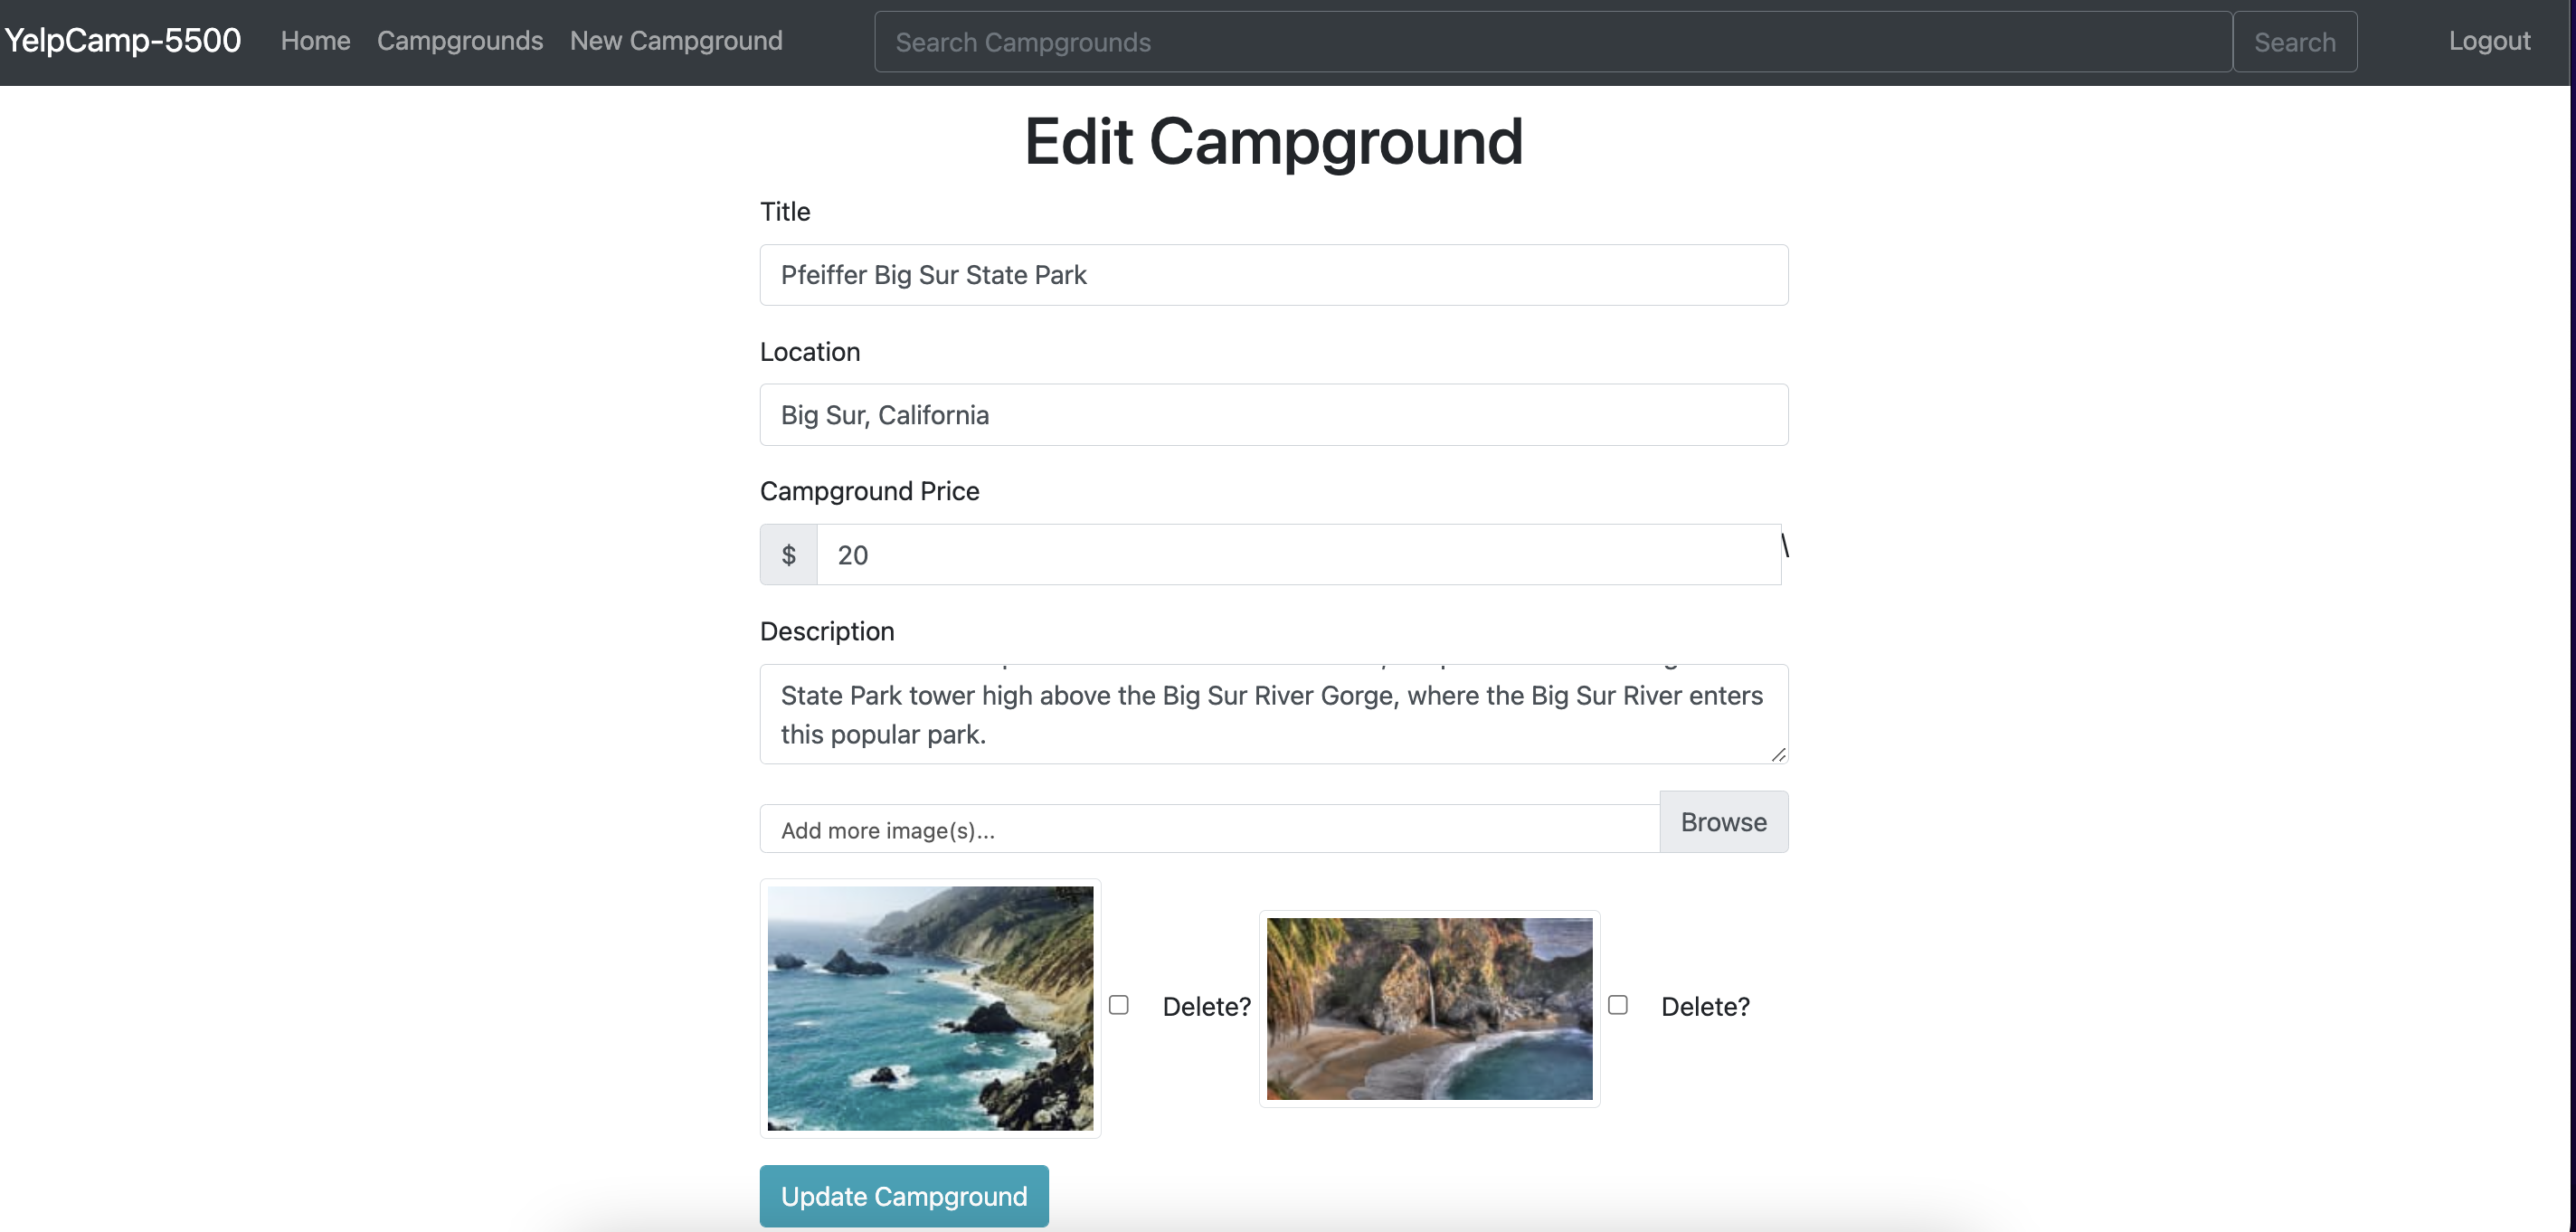 YelpCamp-5500 Home Campgrounds New Campground Search Campgrounds Search Logout
Edit Campground
Title
Pfeiffer Big Sur State Park
Location
Big Sur, California
Campground Price
$ 20 \
Description
State Park tower high above the Big Sur River Gorge, where the Big Sur River enters
this popular park.
Add more image(s)... Browse
Delete? Delete?
Update Campground